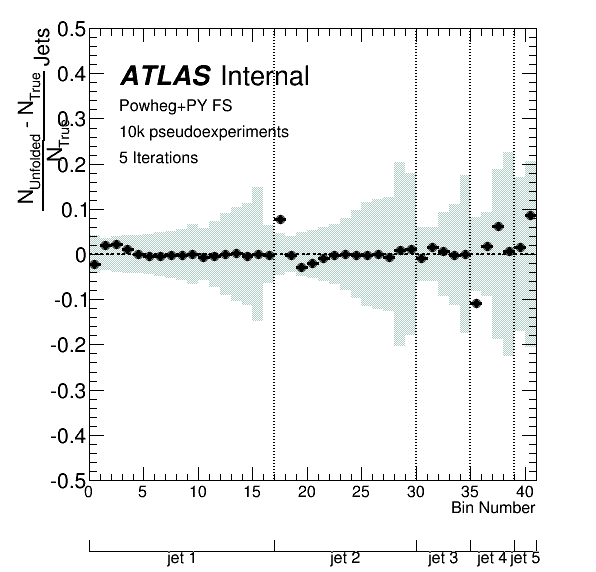 N_Unfolded - N_True
N_True
Jets
0.5
0.4
0.3
0.2
0.1
0
-0.1
-0.2
-0.3
-0.4
-0.5
ATLAS Internal
Powheg+PY FS
10k pseudoexperiments
5 Iterations
0 5 10 15 20 25 30 35 40
Bin Number
jet 1 jet 2 jet 3 jet 4 jet 5